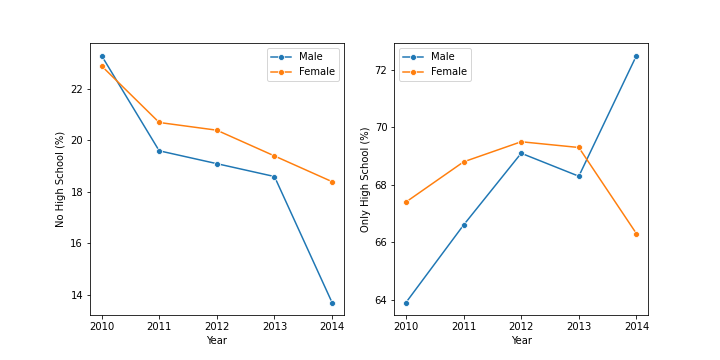 No High School (%)
22
20
18
16
14
2010 2011 2012 2013 2014
Year
Male
Female
Only High School (%)
72
70
68
66
64
2010 2011 2012 2013 2014
Year
Male
Female